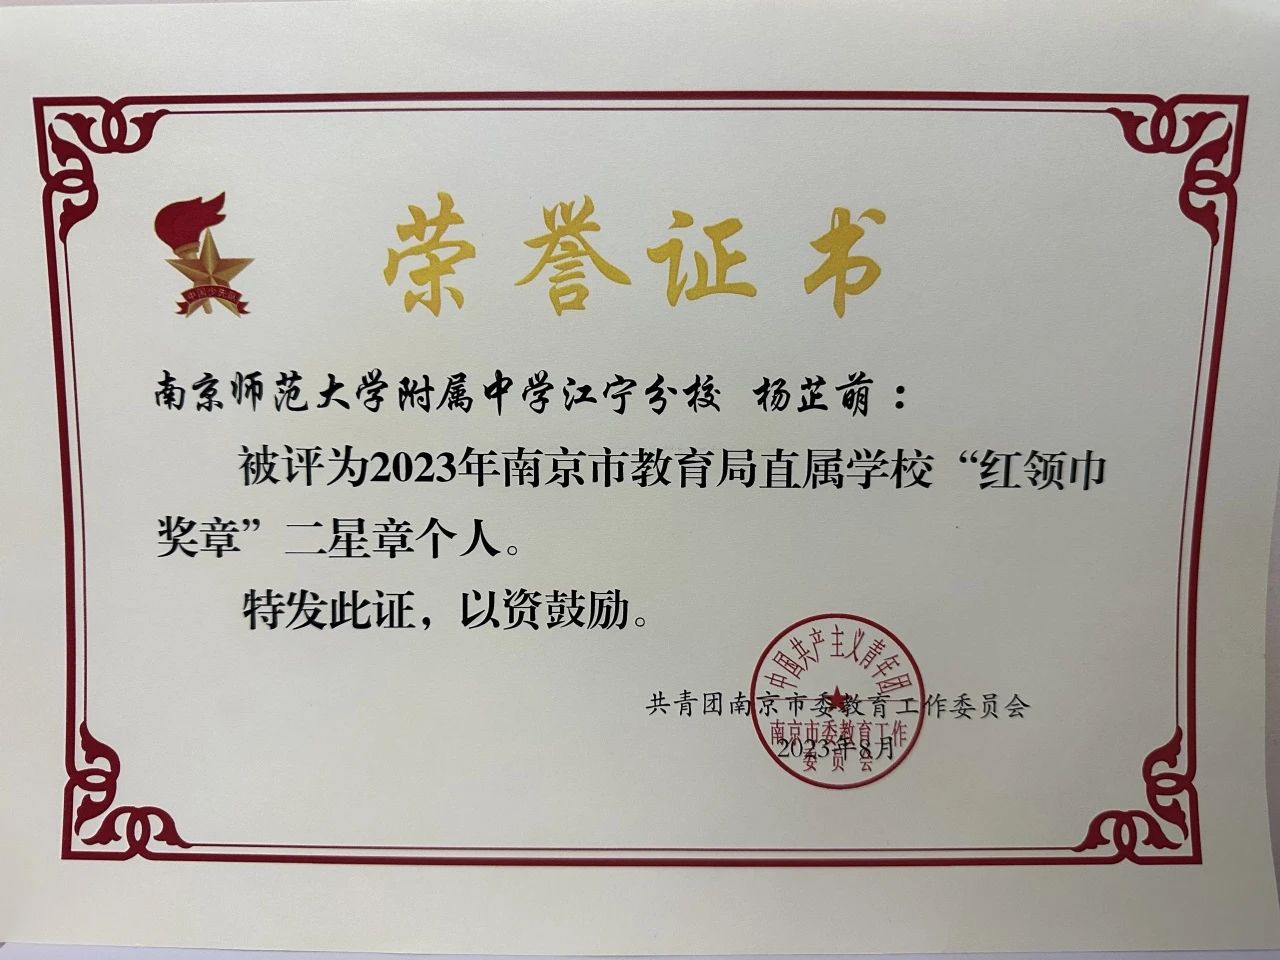 荣誉证书
中国少先队
南京师范大学附属中学江宁分校 杨芷萌：
被评为2023年南京市教育局直属学校“红领巾
奖章”二星章个人。
特发此证，以资鼓励。
共青团南京市委教育工作委员会
2023年8月
中国共产主义青年团
南京市委教育工作
委员会